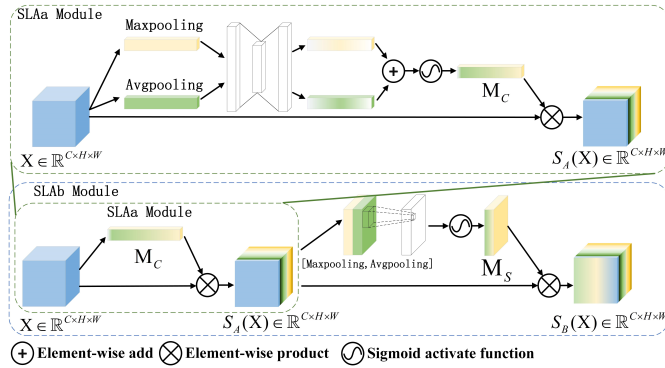 SLAa Module
Maxpooling
Avgpooling
M_C
X ∈ ℝ^{C×H×W}
S_A(X) ∈ ℝ^{C×H×W}
SLAb Module
SLAa Module
M_C
[Maxpooling,Avgpooling]
M_S
X ∈ ℝ^{C×H×W}
S_A(X) ∈ ℝ^{C×H×W}
S_B(X) ∈ ℝ^{C×H×W}
Element-wise add Element-wise product Sigmoid activate function